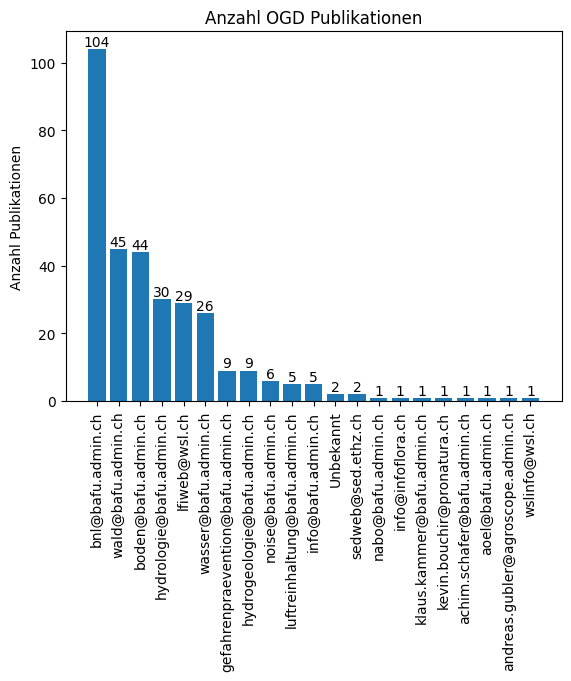 Anzahl OGD Publikationen
Anzahl Publikationen
100
80
60
40
20
0
104
45
44
30
29
26
9
9
6
5
5
2
2
1
1
1
1
1
1
1
1
bnl@bafu.admin.ch
wald@bafu.admin.ch
boden@bafu.admin.ch
hydrologie@bafu.admin.ch
lfiweb@wsl.ch
wasser@bafu.admin.ch
gefahrenpraevention@bafu.admin.ch
hydrogeologie@bafu.admin.ch
noise@bafu.admin.ch
luftreinhaltung@bafu.admin.ch
info@bafu.admin.ch
Unbekannt
sedweb@sed.ethz.ch
nabo@bafu.admin.ch
info@infoflora.ch
klaus.kammer@bafu.admin.ch
kevin.bouchir@pronatura.ch
achim.schafer@bafu.admin.ch
aoel@bafu.admin.ch
andreas.gubler@agroscope.admin.ch
wslinfo@wsl.ch